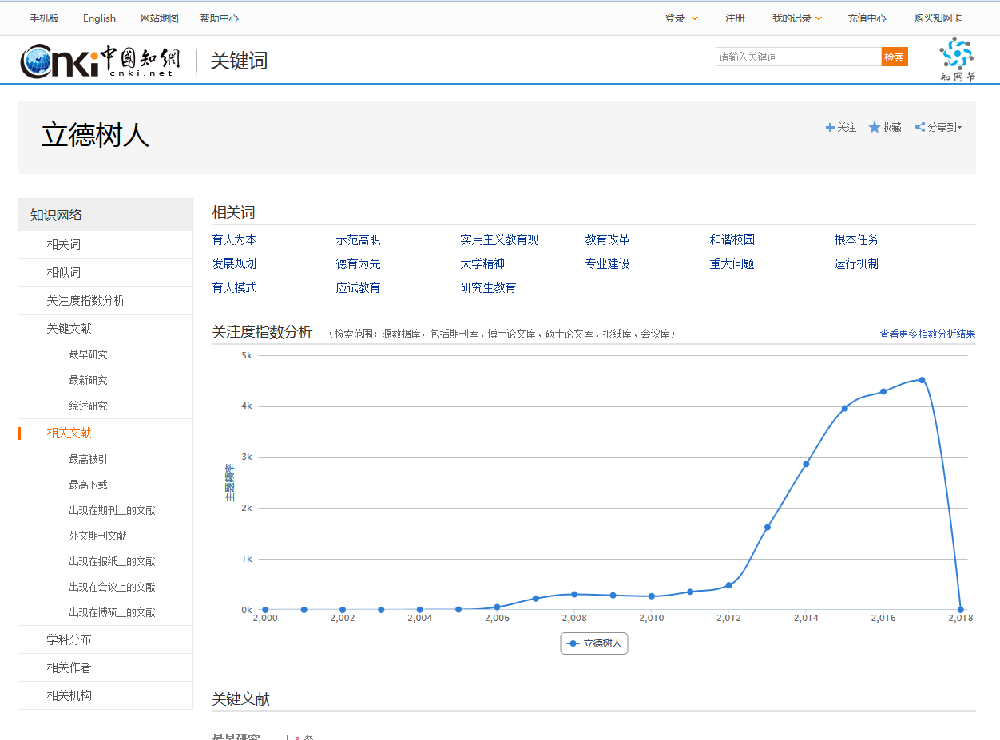 手机版 English 网站地图 帮助中心 登录 注册 我的记录 充值中心 购买知网卡
Cnki 中國知網 cnki.net 关键词 请输入关键词 检索 知网节
立德树人 关注 收藏 分享到
知识网络
相关词
相似词
关注度指数分析
关键文献
最早研究
最新研究
综述研究
相关文献
最高被引
最高下载
出现在期刊上的文献
外文期刊文献
出现在报纸上的文献
出现在会议上的文献
出现在博硕上的文献
学科分布
相关作者
相关机构
相关词
育人为本 示范高职 实用主义教育观 教育改革 和谐校园 根本任务
发展规划 德育为先 大学精神 专业建设 重大问题 运行机制
育人模式 应试教育 研究生教育
关注度指数分析 （检索范围：源数据库，包括期刊库、博士论文库、硕士论文库、报纸库、会议库） 查看更多指数分析结果
5k
4k
3k
2k
1k
0k
主题频率
2,000 2,002 2,004 2,006 2,008 2,010 2,012 2,014 2,016 2,018
立德树人
关键文献
最早研究